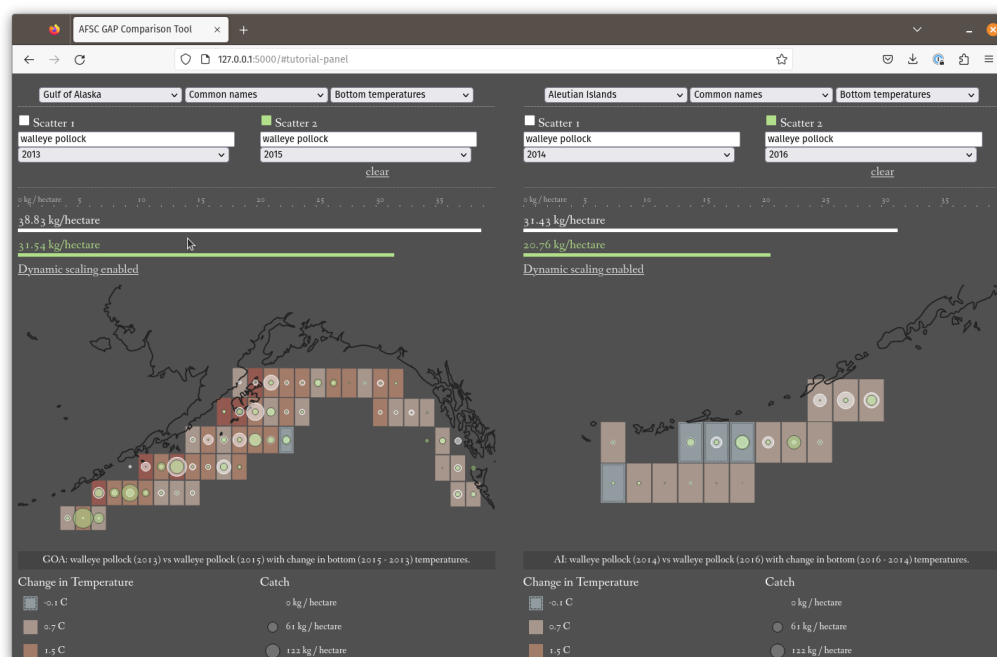 AFSC GAP Comparison Tool
127.0.0.1:5000/#tutorial-panel
Gulf of Alaska Common names Bottom temperatures
Scatter 1 Scatter 2
walleye pollock walleye pollock
2013 2015
clear
0 kg / hectare 5 10 15 20 25 30 35
38.83 kg/hectare
31.54 kg/hectare
Dynamic scaling enabled
GOA: walleye pollock (2013) vs walleye pollock (2015) with change in bottom (2015 - 2013) temperatures.
Change in Temperature Catch
-0.1 C 0 kg / hectare
0.7 C 61 kg / hectare
1.5 C 122 kg / hectare
Aleutian Islands Common names Bottom temperatures
Scatter 1 Scatter 2
walleye pollock walleye pollock
2014 2016
clear
0 kg / hectare 5 10 15 20 25 30 35
31.43 kg/hectare
20.76 kg/hectare
Dynamic scaling enabled
AI: walleye pollock (2014) vs walleye pollock (2016) with change in bottom (2016 - 2014) temperatures.
Change in Temperature Catch
-0.1 C 0 kg / hectare
0.7 C 61 kg / hectare
1.5 C 122 kg / hectare